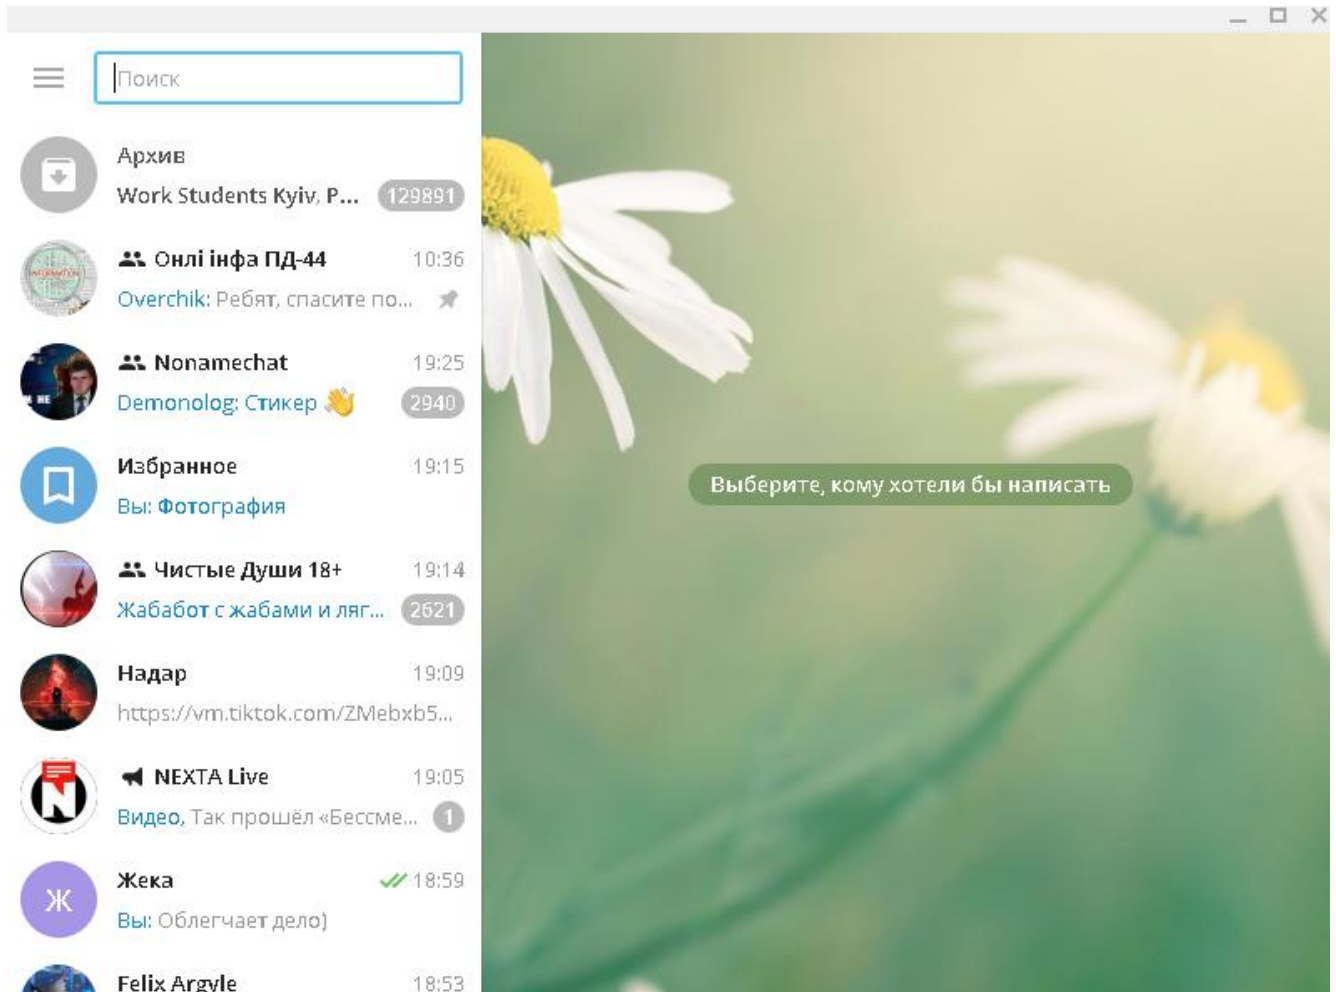 Поиск
Архив
Work Students Kyiv, P... 129891
Онлі інфа ПД-44 10:36
Overchik: Ребят, спасите по...
Nonamechat 19:25
Demonolog: Стикер 👋 2940
Избранное 19:15
Вы: Фотография
Чистые Души 18+ 19:14
Жабабот с жабами и ляг... 2621
Надар 19:09
https://vm.tiktok.com/ZMebxb5...
NEXTA Live 19:05
Видео, Так прошёл «Бессме... 1
Ж
Жека 18:59
Вы: Облегчает дело)
Felix Argyle 18:53
Выберите, кому хотели бы написать